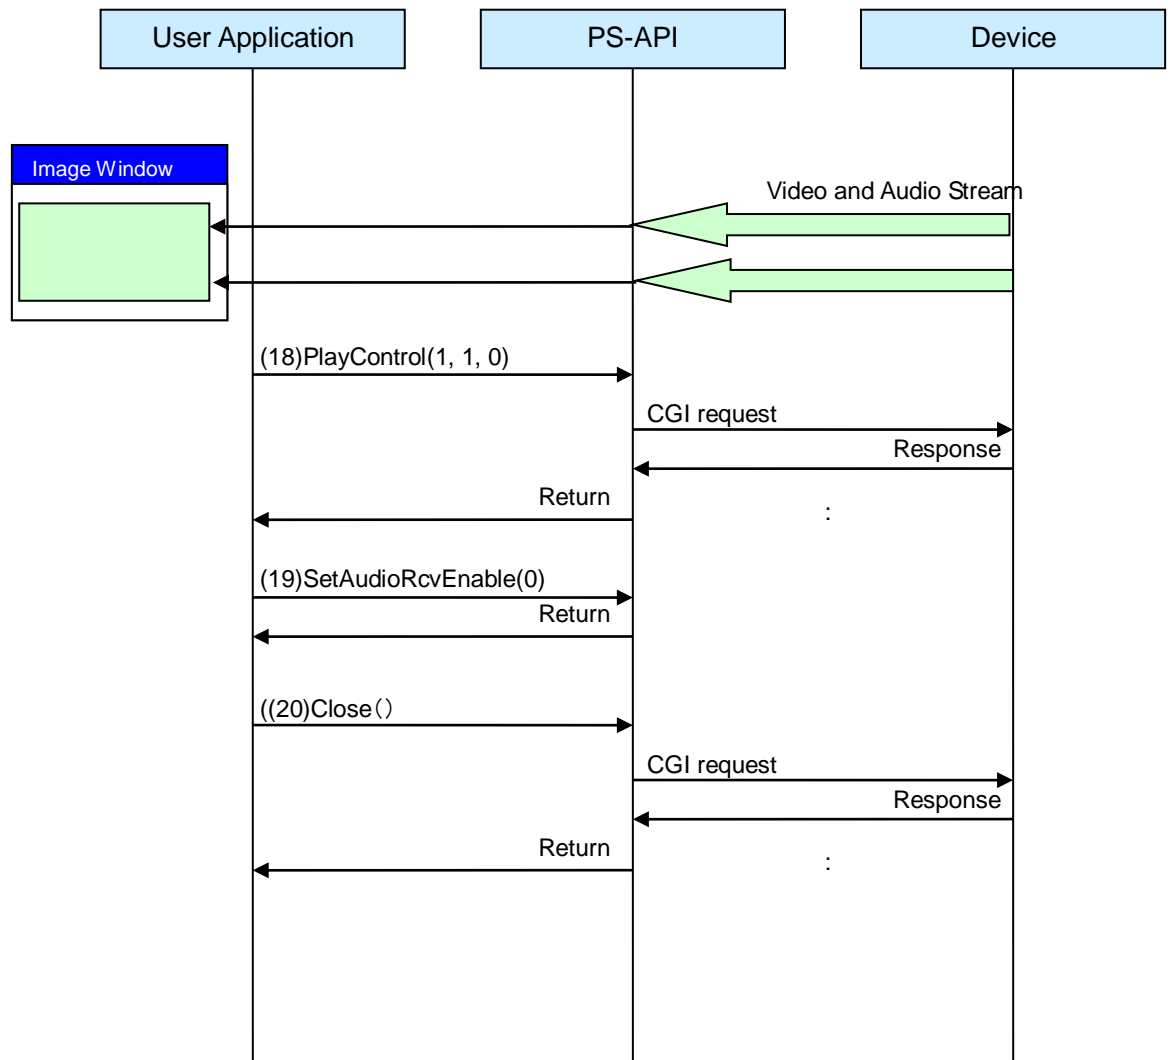 User Application
PS-API
Device
Image Window
Video and Audio Stream
(18)PlayControl(1, 1, 0)
CGI request
Response
Return
:
(19)SetAudioRcvEnable(0)
Return
((20)Close（）
CGI request
Response
Return
: